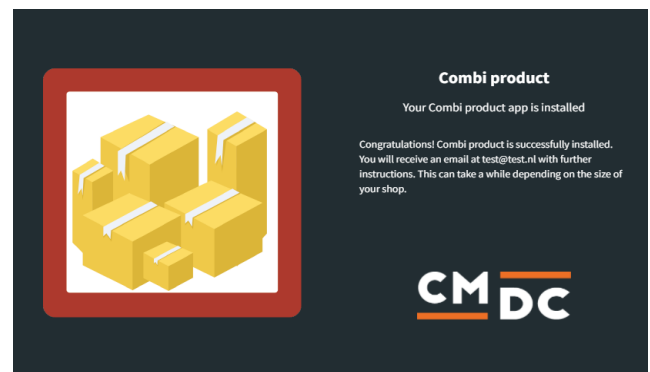 Combi product
Your Combi product app is installed
Congratulations! Combi product is successfully installed.
You will receive an email at test@test.nl with further
instructions. This can take a while depending on the size of
your shop.
CM
DC